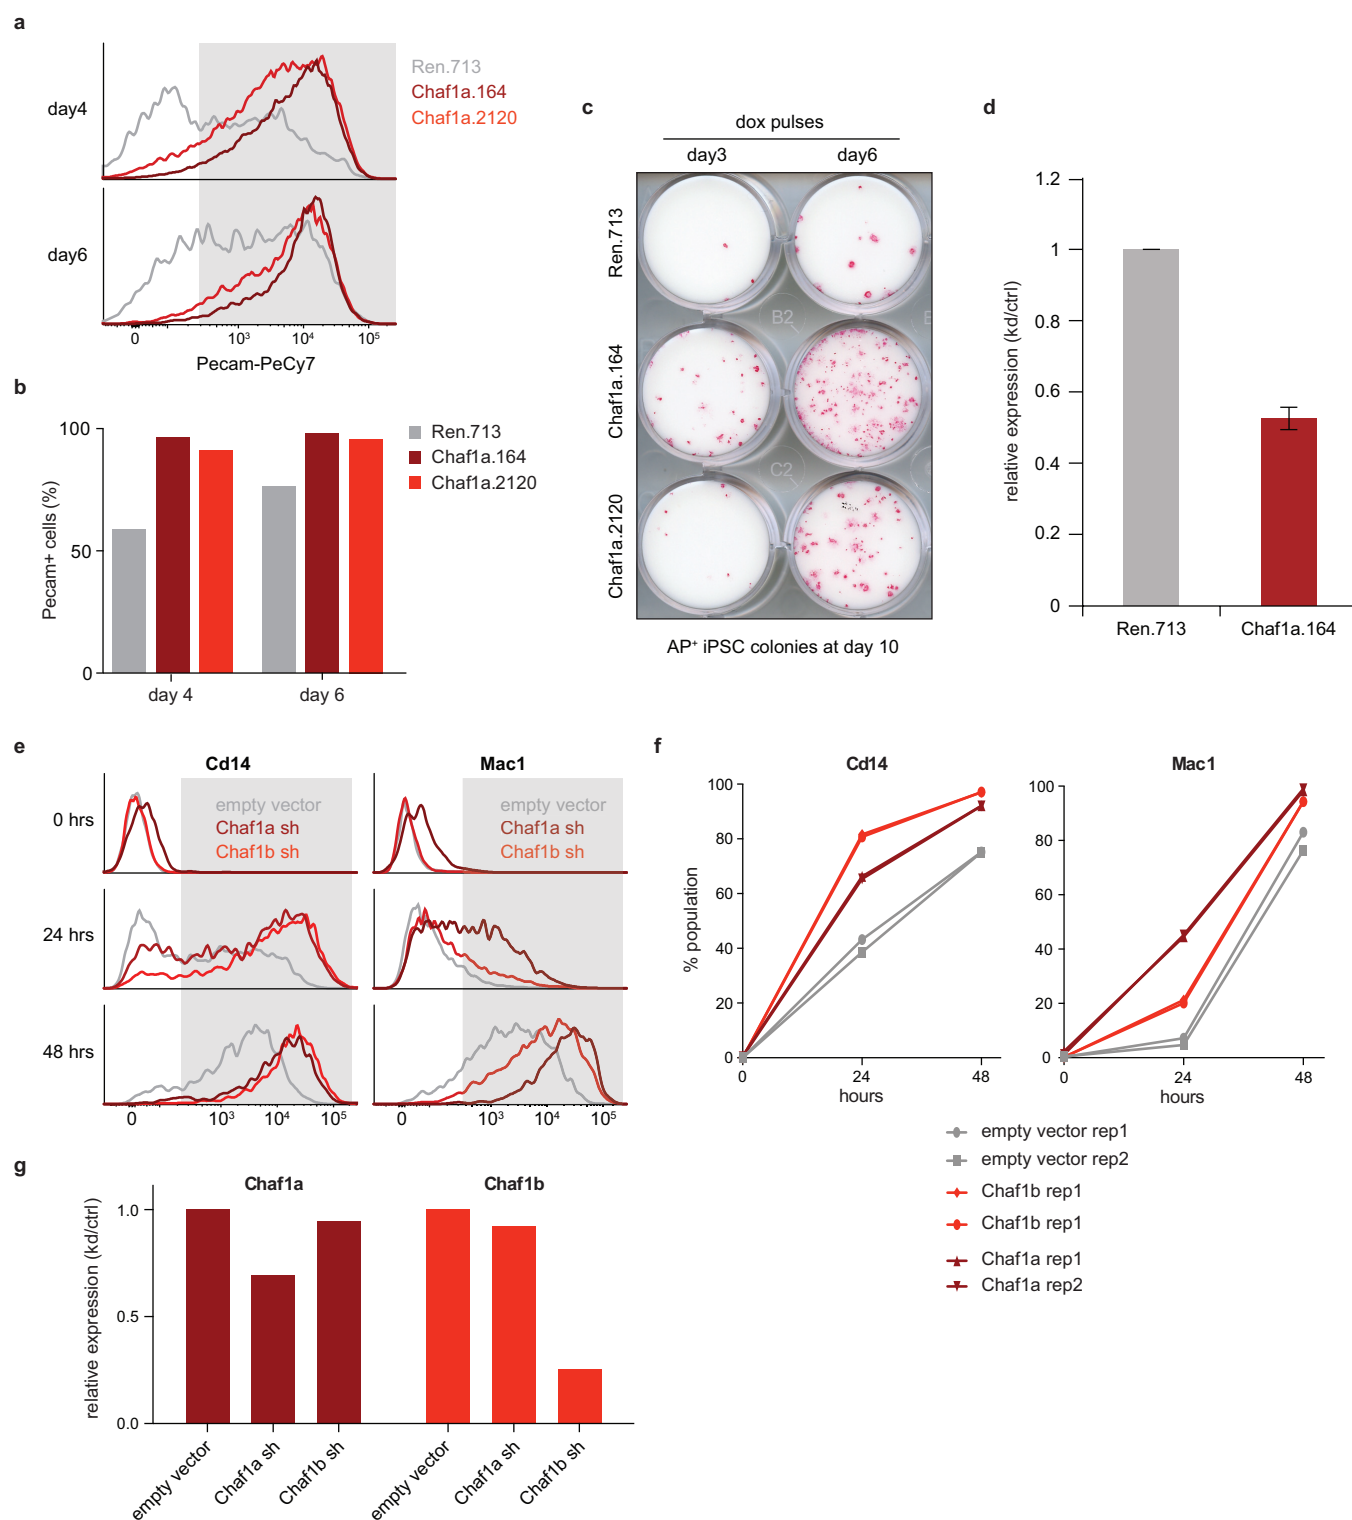 a
Ren.713
Chaf1a.164
Chaf1a.2120
day4
day6
0 10³ 10⁴ 10⁵
Pecam-PeCy7
b
Pecam+ cells (%)
100
50
0
day 4 day 6
Ren.713
Chaf1a.164
Chaf1a.2120
c
dox pulses
day3 day6
Ren.713
Chaf1a.164
Chaf1a.2120
B2
C2
AP⁺ iPSC colonies at day 10
d
relative expression (kd/ctrl)
1.2
1
0.8
0.6
0.4
0.2
0
Ren.713 Chaf1a.164
e
Cd14 Mac1
0 hrs
24 hrs
48 hrs
empty vector
Chaf1a sh
Chaf1b sh
empty vector
Chaf1a sh
Chaf1b sh
0 10³ 10⁴ 10⁵
0 10³ 10⁴ 10⁵
f
Cd14
% population
100
80
60
40
20
0
0 24 48
hours
Mac1
100
80
60
40
20
0
0 24 48
hours
empty vector rep1
empty vector rep2
Chaf1b rep1
Chaf1b rep1
Chaf1a rep1
Chaf1a rep2
g
Chaf1a Chaf1b
relative expression (kd/ctrl)
1.0
0.5
0.0
empty vector
Chaf1a sh
Chaf1b sh
empty vector
Chaf1a sh
Chaf1b sh